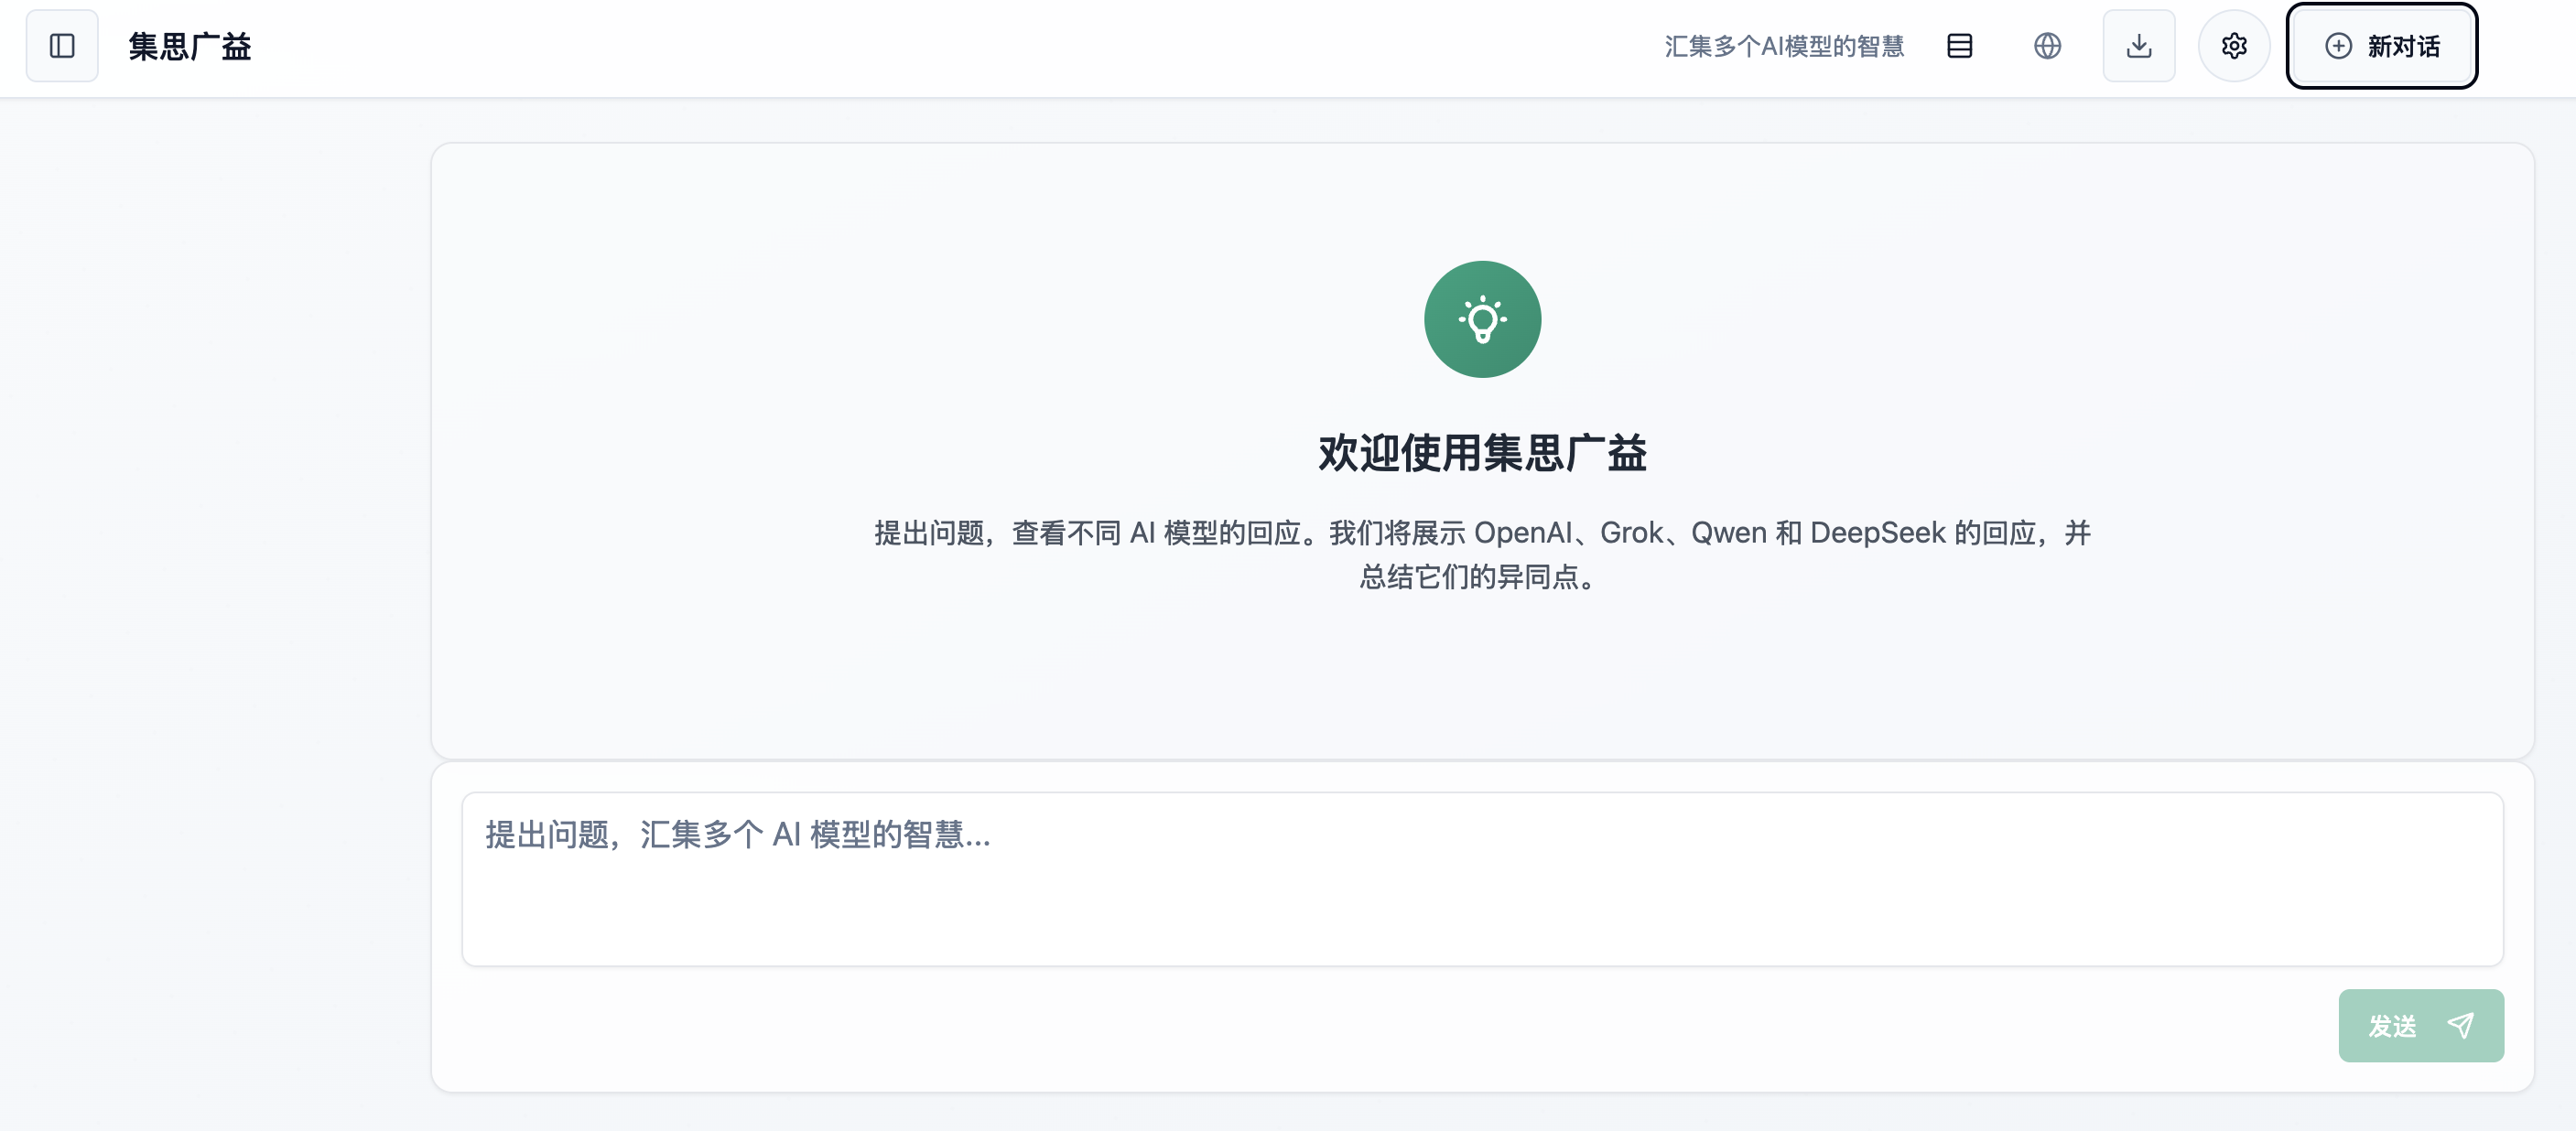 集思广益
汇集多个AI模型的智慧
新对话
欢迎使用集思广益
提出问题，查看不同 AI 模型的回应。我们将展示 OpenAI、Grok、Qwen 和 DeepSeek 的回应，并
总结它们的异同点。
提出问题，汇集多个 AI 模型的智慧...
发送